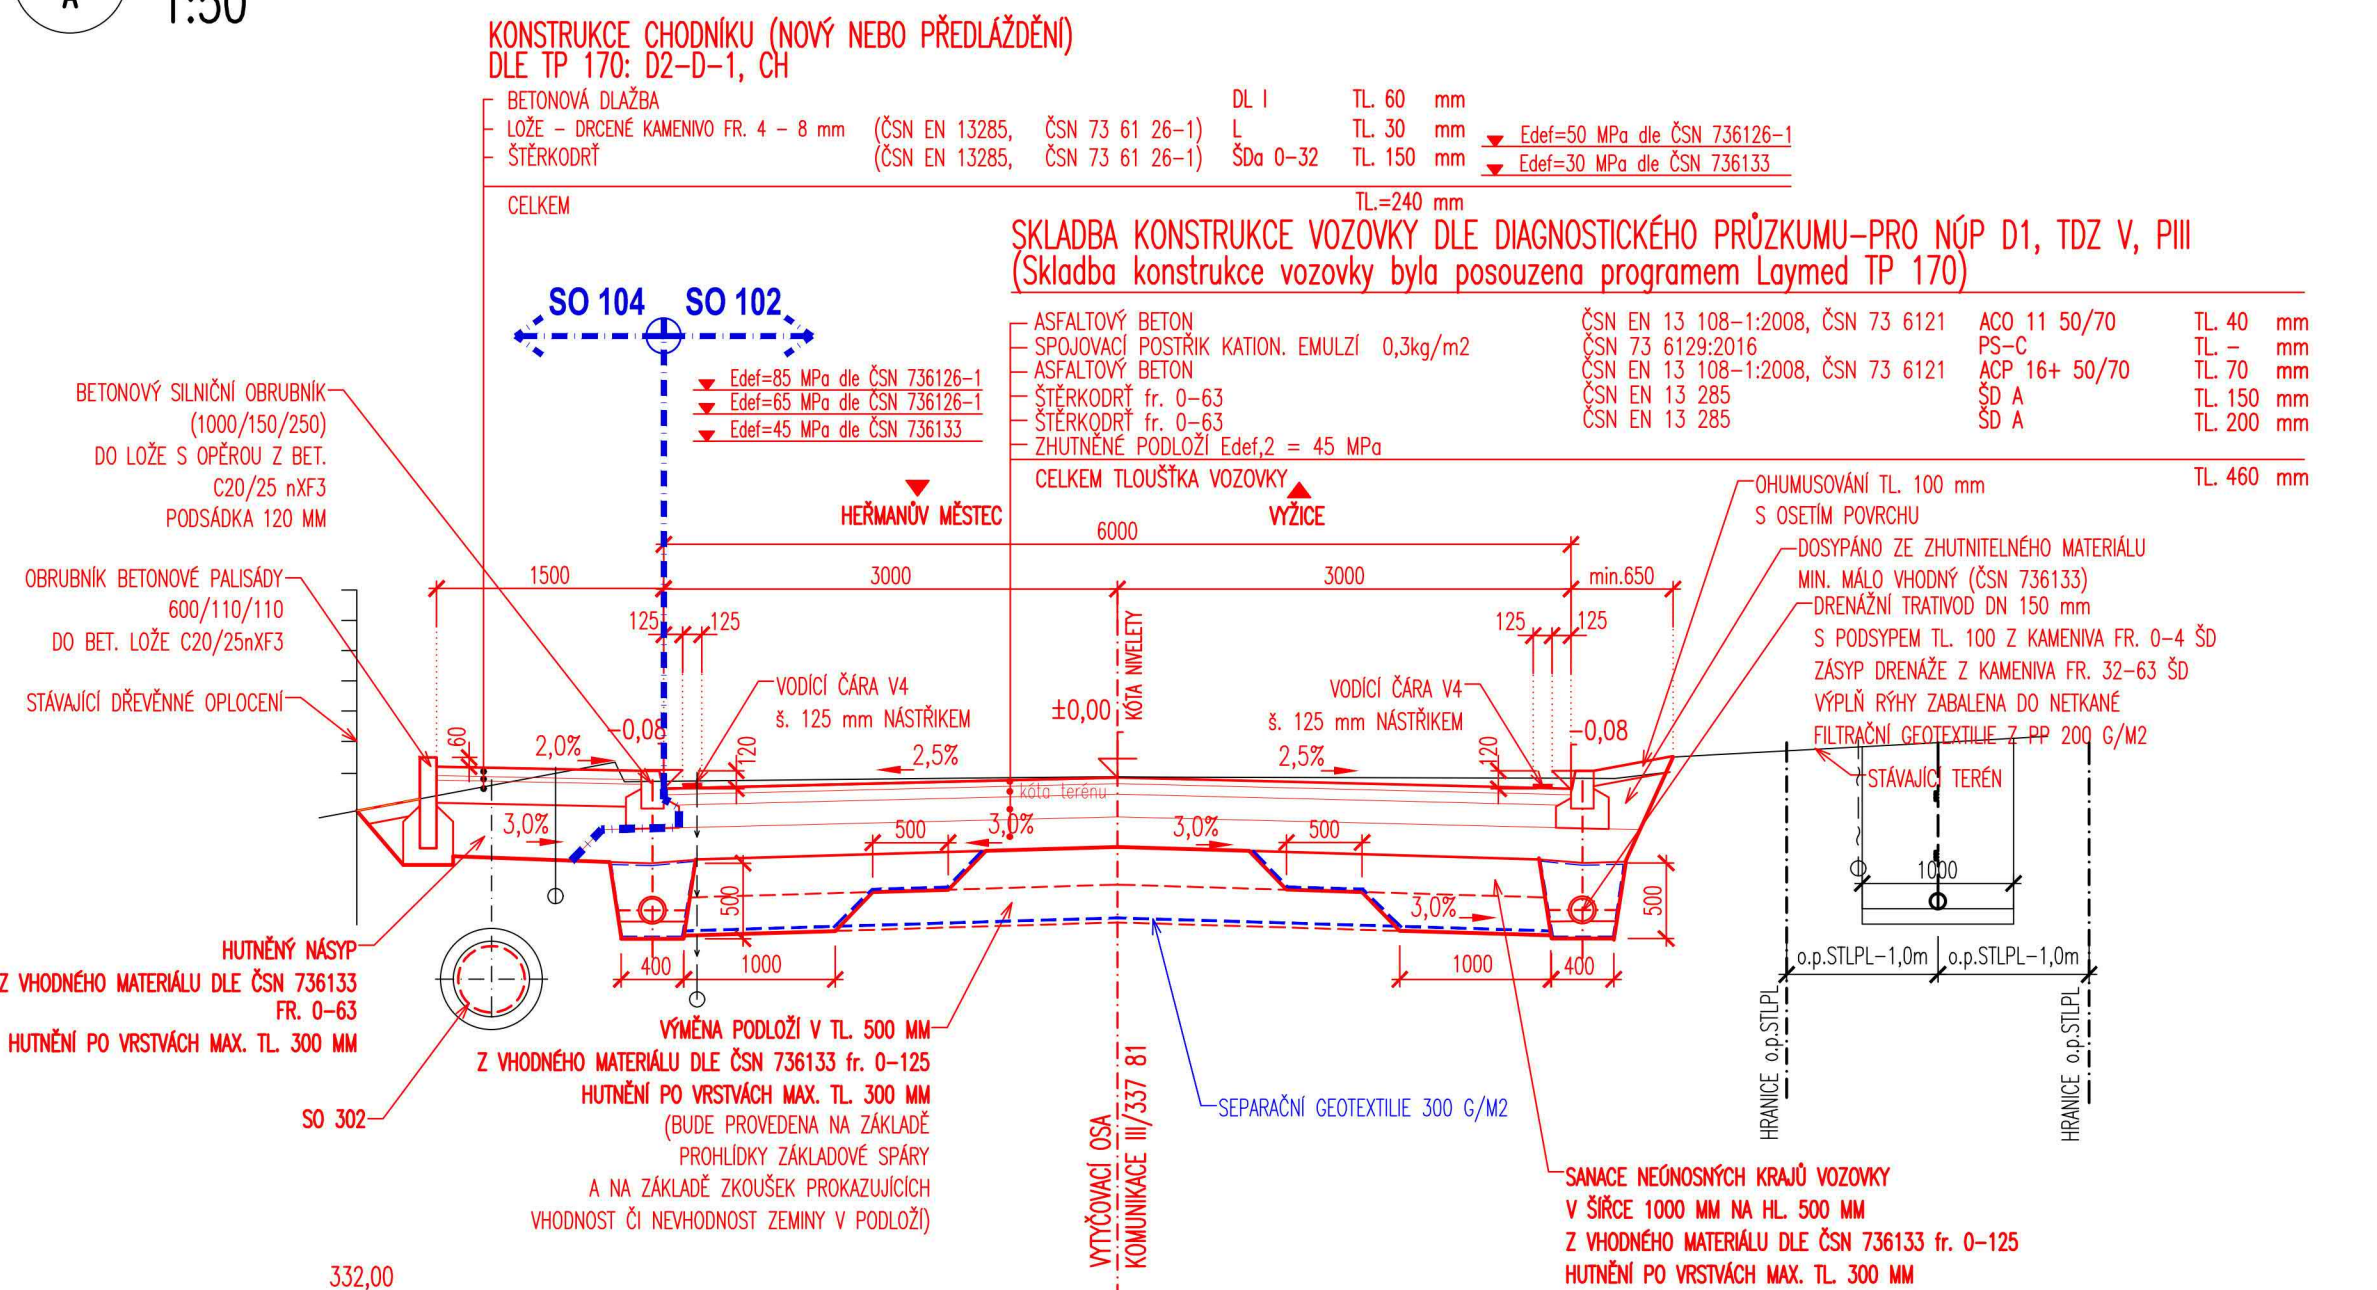 A
1:50
KONSTRUKCE CHODNÍKU (NOVÝ NEBO PŘEDLÁŽDĚNÍ)
DLE TP 170: D2-D-1, CH
BETONOVÁ DLAŽBA DL I TL. 60 mm
LOŽE - DRCENÉ KAMENIVO FR. 4 - 8 mm (ČSN EN 13285, ČSN 73 61 26-1) L TL. 30 mm
ŠTĚRKODRŤ (ČSN EN 13285, ČSN 73 61 26-1) ŠDa 0-32 TL. 150 mm
Edef=50 MPa dle ČSN 736126-1
Edef=30 MPa dle ČSN 736133
CELKEM TL.=240 mm
SKLADBA KONSTRUKCE VOZOVKY DLE DIAGNOSTICKÉHO PRŮZKUMU-PRO NÚP D1, TDZ V, PIII
(Skladba konstrukce vozovky byla posouzena programem Laymed TP 170)
ASFALTOVÝ BETON ČSN EN 13 108-1:2008, ČSN 73 6121 ACO 11 50/70 TL. 40 mm
SPOJOVACÍ POSTŘIK KATION. EMULZÍ 0,3kg/m2 ČSN 73 6129:2016 PS-C TL. - mm
ASFALTOVÝ BETON ČSN EN 13 108-1:2008, ČSN 73 6121 ACP 16+ 50/70 TL. 70 mm
ŠTĚRKODRŤ fr. 0-63 ČSN EN 13 285 ŠD A TL. 150 mm
ŠTĚRKODRŤ fr. 0-63 ČSN EN 13 285 ŠD A TL. 200 mm
ZHUTNĚNÉ PODLOŽÍ Edef,2 = 45 MPa
CELKEM TLOUŠŤKA VOZOVKY TL. 460 mm
SO 104 SO 102
Edef=85 MPa dle ČSN 736126-1
Edef=65 MPa dle ČSN 736126-1
Edef=45 MPa dle ČSN 736133
BETONOVÝ SILNIČNÍ OBRUBNÍK
(1000/150/250)
DO LOŽE S OPĚROU Z BET.
C20/25 nXF3
PODSÁDKA 120 MM
OBRUBNÍK BETONOVÉ PALISÁDY
600/110/110
DO BET. LOŽE C20/25nXF3
STÁVAJÍCÍ DŘEVĚNNÉ OPLOCENÍ
HEŘMANŮV MĚSTEC
VYŽICE
6000
1500 3000 3000 min.650
125 125 125 125
OHUMUSOVÁNÍ TL. 100 mm
S OSETÍM POVRCHU
DOSYPÁNO ZE ZHUTNITELNÉHO MATERIÁLU
MIN. MÁLO VHODNÝ (ČSN 736133)
DRENÁŽNÍ TRATIVOD DN 150 mm
S PODSYPEM TL. 100 Z KAMENIVA FR. 0-4 ŠD
ZÁSYP DRENÁŽE Z KAMENIVA FR. 32-63 ŠD
VÝPLŇ RÝHY ZABALENA DO NETKANÉ
FILTRAČNÍ GEOTEXTILIE Z PP 200 G/M2
STÁVAJÍCÍ TERÉN
VODÍCÍ ČÁRA V4
š. 125 mm NÁSTŘIKEM
±0,00
KÓTA NIVELETY
VODÍCÍ ČÁRA V4
š. 125 mm NÁSTŘIKEM
60 2,0% -0,08 120 2,5% 2,5% 120 -0,08
kóta terénu
3,0% 500 3,0% 3,0% 500
500 3,0% 500
400 1000 1000 400
1000
o.p.STLPL-1,0m o.p.STLPL-1,0m
HRANICE o.p.STLPL
HRANICE o.p.STLPL
HUTNĚNÝ NÁSYP
Z VHODNÉHO MATERIÁLU DLE ČSN 736133
FR. 0-63
HUTNĚNÍ PO VRSTVÁCH MAX. TL. 300 MM
SO 302
VÝMĚNA PODLOŽÍ V TL. 500 MM
Z VHODNÉHO MATERIÁLU DLE ČSN 736133 fr. 0-125
HUTNĚNÍ PO VRSTVÁCH MAX. TL. 300 MM
(BUDE PROVEDENA NA ZÁKLADĚ
PROHLÍDKY ZÁKLADOVÉ SPÁRY
A NA ZÁKLADĚ ZKOUŠEK PROKAZUJÍCÍCH
VHODNOST ČI NEVHODNOST ZEMINY V PODLOŽÍ)
VYTYČOVACÍ OSA
KOMUNIKACE III/337 81
SEPARAČNÍ GEOTEXTILIE 300 G/M2
SANACE NEÚNOSNÝCH KRAJŮ VOZOVKY
V ŠÍŘCE 1000 MM NA HL. 500 MM
Z VHODNÉHO MATERIÁLU DLE ČSN 736133 fr. 0-125
HUTNĚNÍ PO VRSTVÁCH MAX. TL. 300 MM
332,00